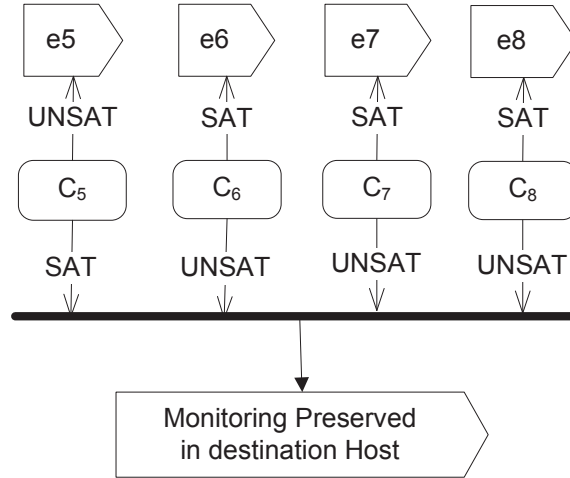 e5 e6 e7 e8
UNSAT SAT SAT SAT
C5 C6 C7 C8
SAT UNSAT UNSAT UNSAT
Monitoring Preserved
in destination Host